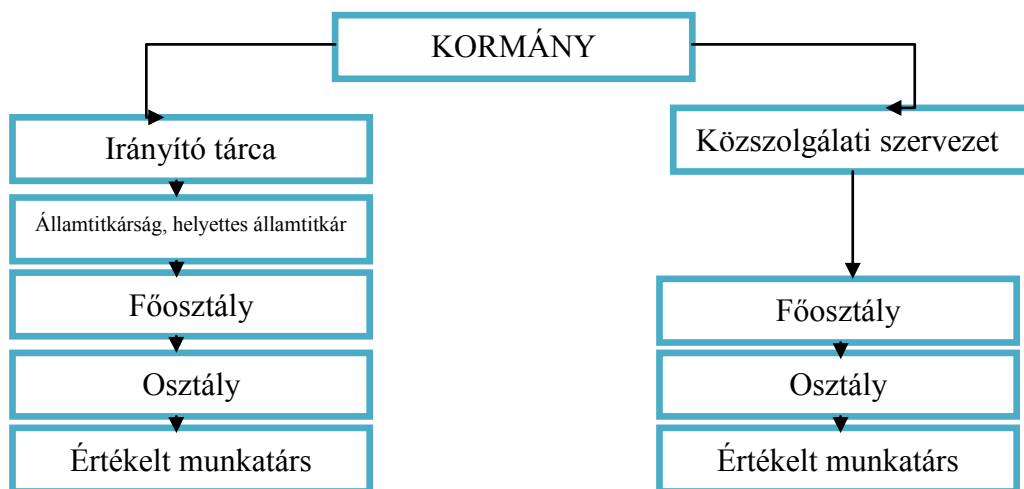 KORMÁNY
Irányító tárca
Államtitkárság, helyettes államtitkár
Főosztály
Osztály
Értékelt munkatárs
Közszolgálati szervezet
Főosztály
Osztály
Értékelt munkatárs